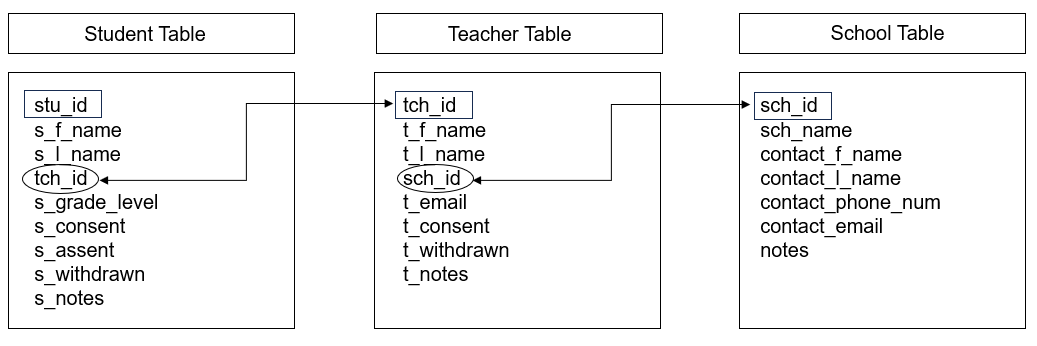 Student Table
stu_id
s_f_name
s_l_name
tch_id
s_grade_level
s_consent
s_assent
s_withdrawn
s_notes
Teacher Table
tch_id
t_f_name
t_l_name
sch_id
t_email
t_consent
t_withdrawn
t_notes
School Table
sch_id
sch_name
contact_f_name
contact_l_name
contact_phone_num
contact_email
notes